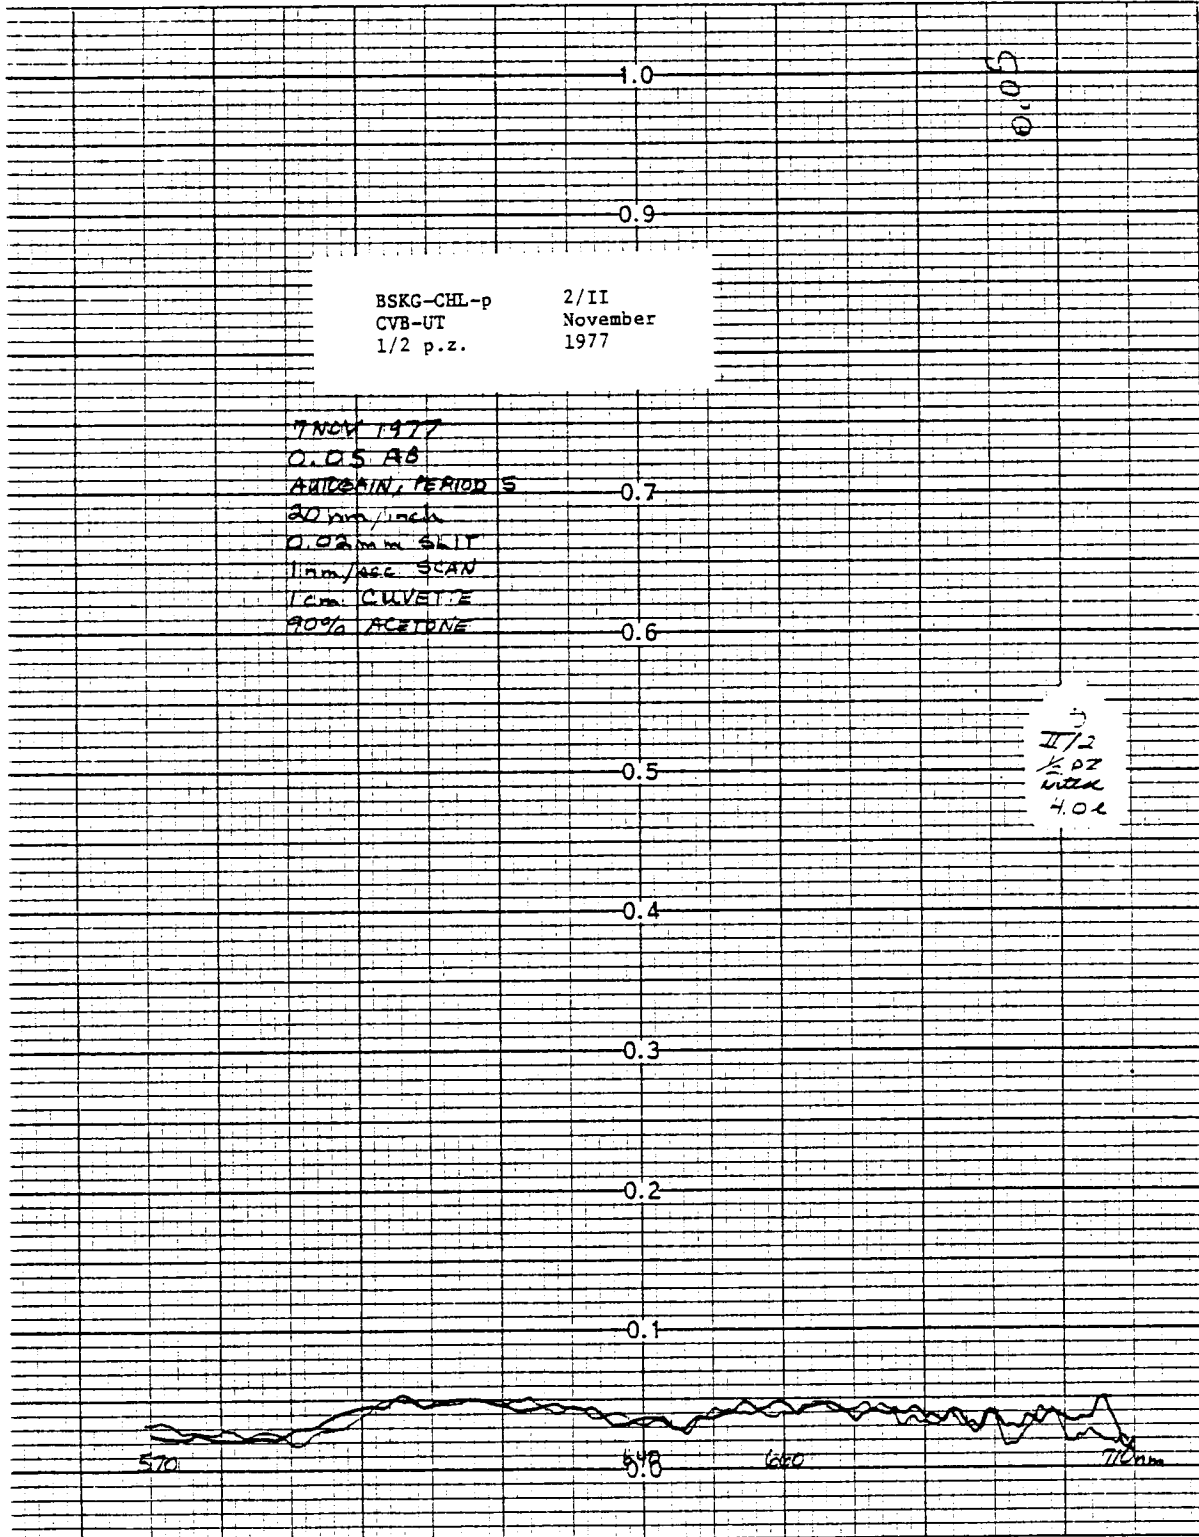 0.05
1.0
0.9
BSKG-CHL-p 2/II
CVB-UT November
1/2 p.z. 1977
7 NOV 1977
0.05 AB
AUTOGAIN, PERIOD 5
20 nm/inch
0.02 mm SLIT
1 nm/sec SCAN
1 cm CUVETTE
90% ACETONE
0.7
0.6
II/2
1/2 PZ
4.0 l
0.5
0.4
0.3
0.2
0.1
570 640 660 710 nm
0.0